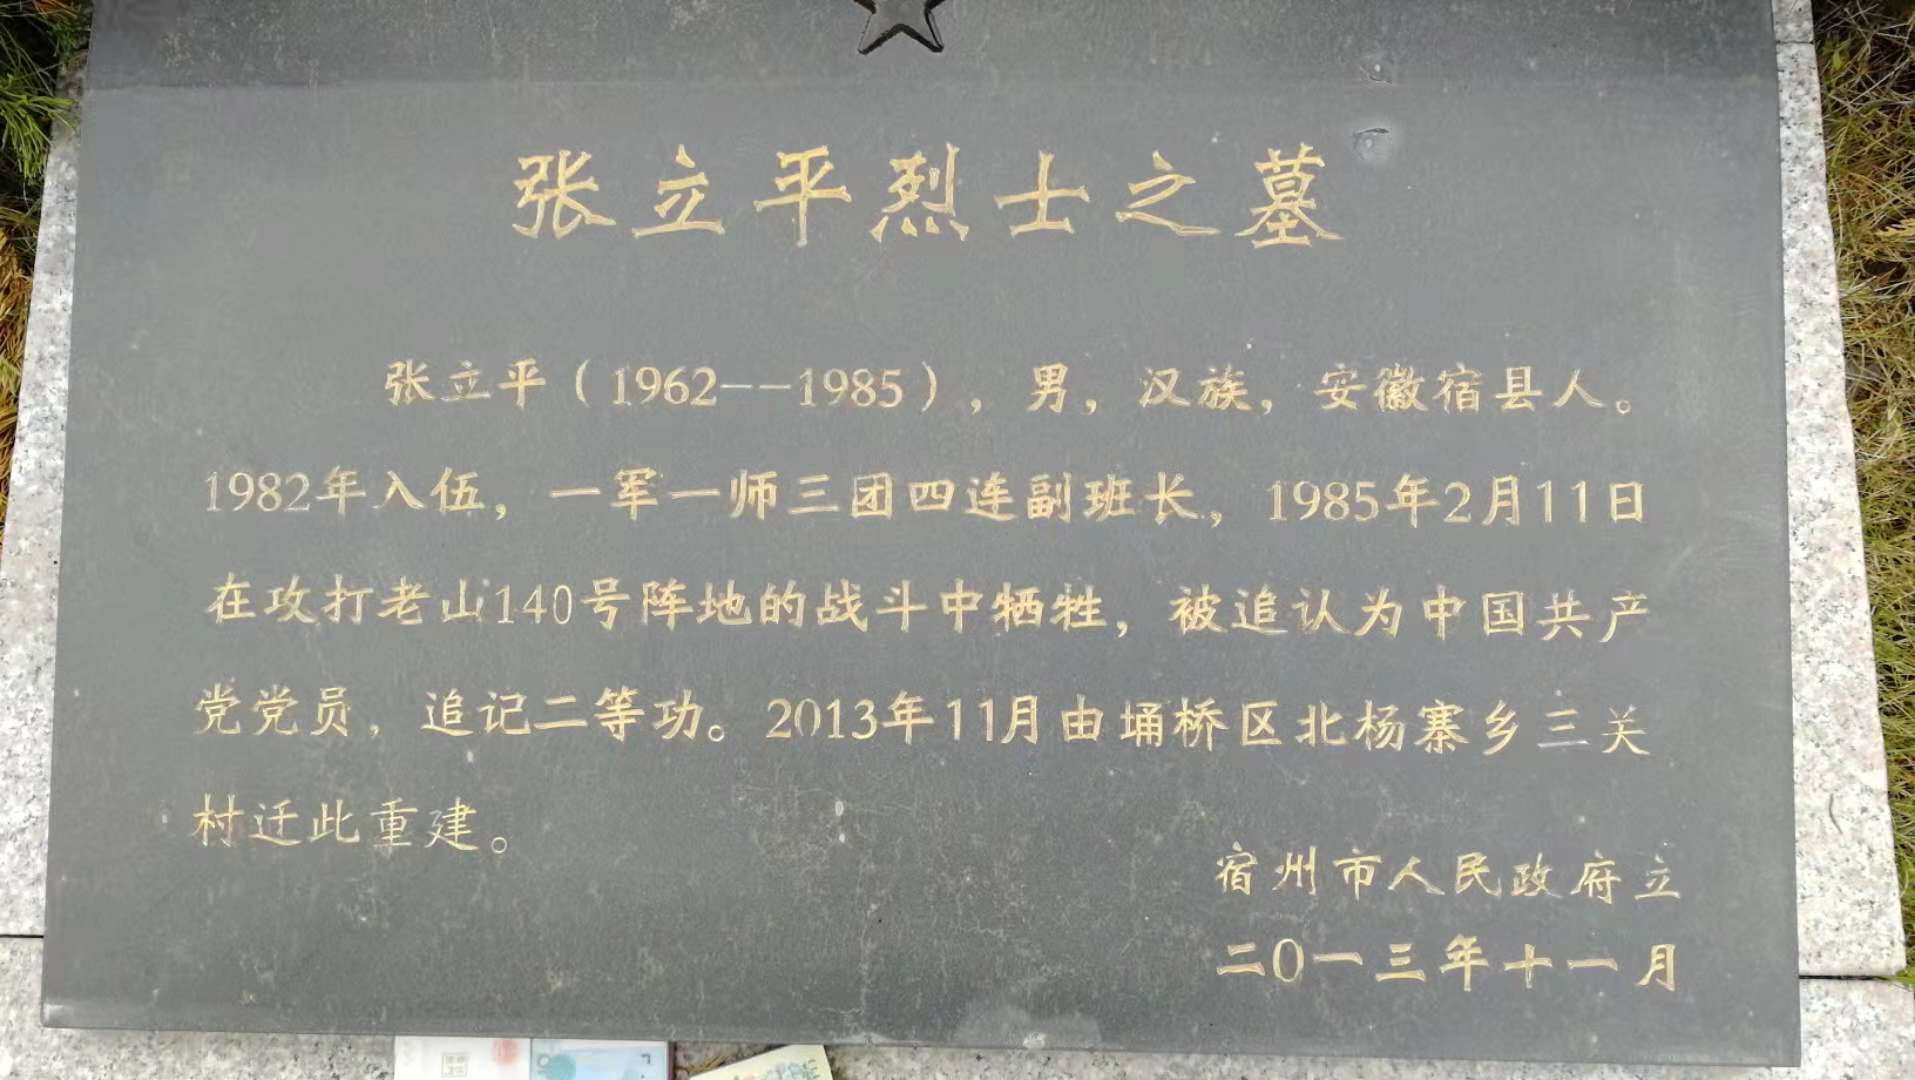 张立平烈士之墓
张立平（1962--1985），男，汉族，安徽宿县人。
1982年入伍，一军一师三团四连副班长，1985年2月11日
在攻打老山140号阵地的战斗中牺牲，被追认为中国共产
党党员，追记二等功。2013年11月由埇桥区北杨寨乡三关
村迁此重建。
宿州市人民政府立
二〇一三年十一月